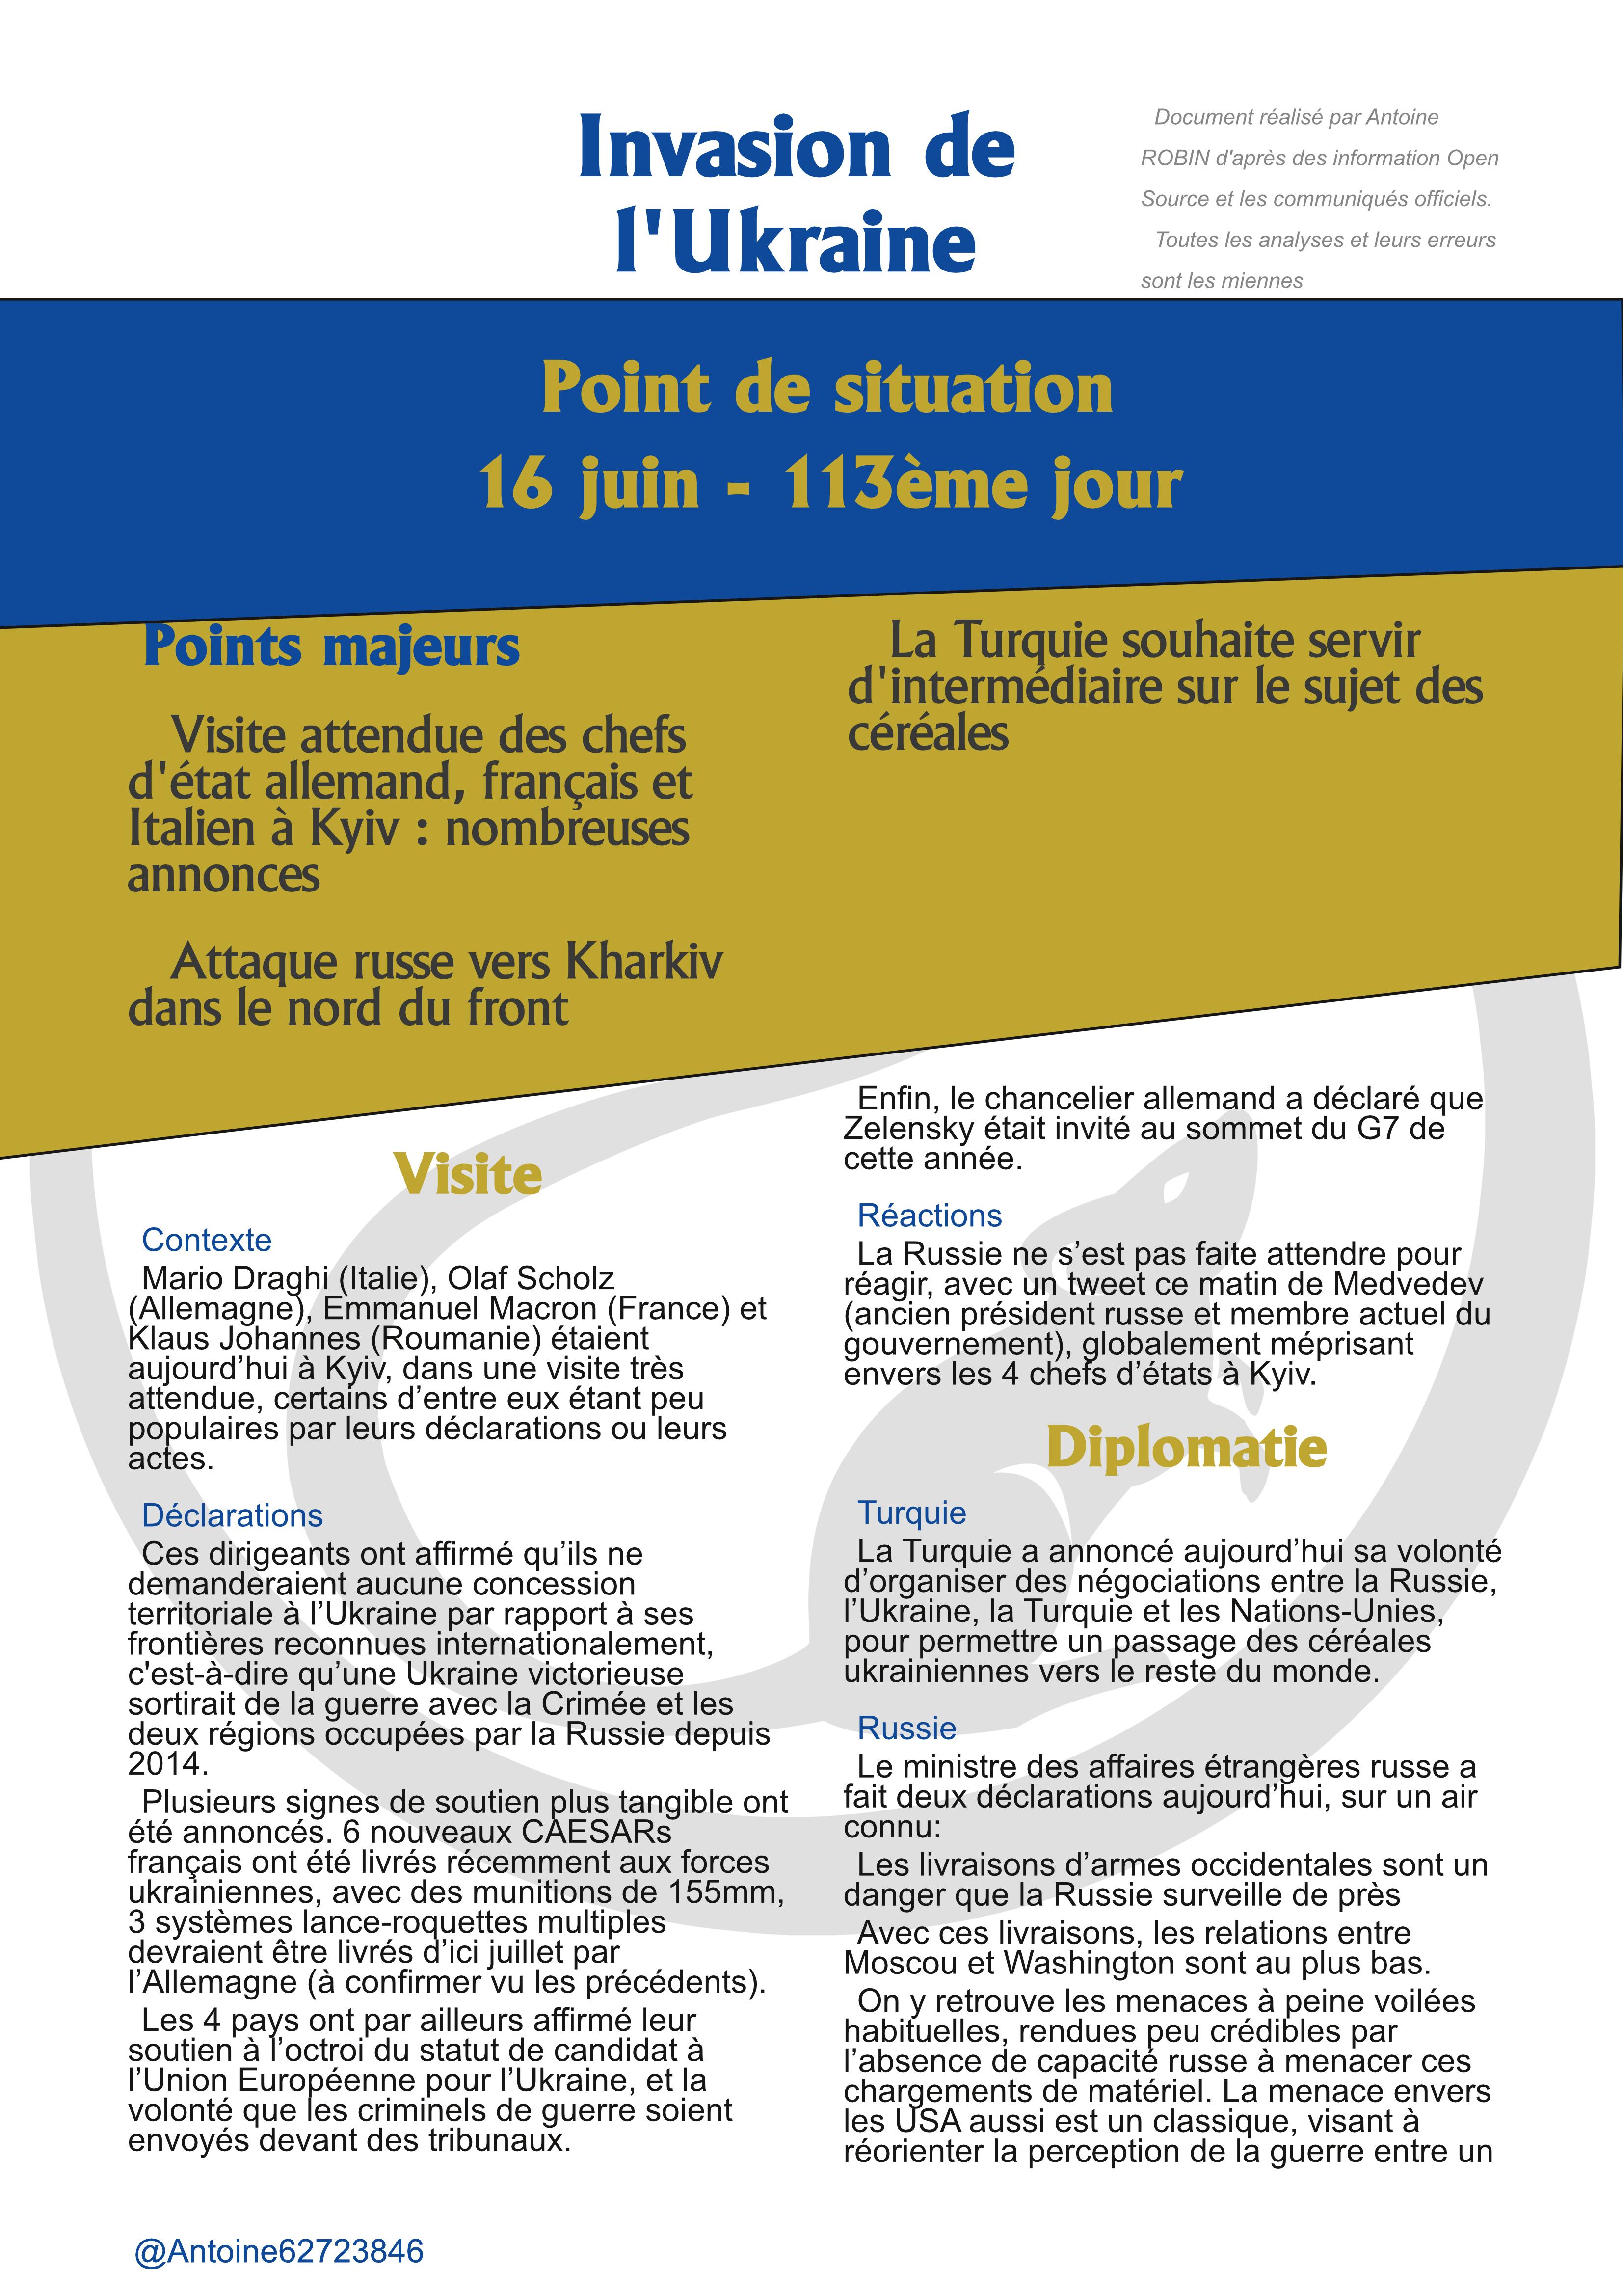 Invasion de
l'Ukraine
Document réalisé par Antoine
ROBIN d'après des information Open
Source et les communiqués officiels.
Toutes les analyses et leurs erreurs
sont les miennes
Point de situation
16 juin - 113ème jour
Points majeurs
Visite attendue des chefs
d'état allemand, français et
Italien à Kyiv : nombreuses
annonces
Attaque russe vers Kharkiv
dans le nord du front
La Turquie souhaite servir
d'intermédiaire sur le sujet des
céréales
Visite
Contexte
Mario Draghi (Italie), Olaf Scholz
(Allemagne), Emmanuel Macron (France) et
Klaus Johannes (Roumanie) étaient
aujourd’hui à Kyiv, dans une visite très
attendue, certains d’entre eux étant peu
populaires par leurs déclarations ou leurs
actes.
Déclarations
Ces dirigeants ont affirmé qu’ils ne
demanderaient aucune concession
territoriale à l’Ukraine par rapport à ses
frontières reconnues internationalement,
c'est-à-dire qu’une Ukraine victorieuse
sortirait de la guerre avec la Crimée et les
deux régions occupées par la Russie depuis
2014.
Plusieurs signes de soutien plus tangible ont
été annoncés. 6 nouveaux CAESARs
français ont été livrés récemment aux forces
ukrainiennes, avec des munitions de 155mm,
3 systèmes lance-roquettes multiples
devraient être livrés d’ici juillet par
l’Allemagne (à confirmer vu les précédents).
Les 4 pays ont par ailleurs affirmé leur
soutien à l’octroi du statut de candidat à
l’Union Européenne pour l’Ukraine, et la
volonté que les criminels de guerre soient
envoyés devant des tribunaux.
Enfin, le chancelier allemand a déclaré que
Zelensky était invité au sommet du G7 de
cette année.
Réactions
La Russie ne s’est pas faite attendre pour
réagir, avec un tweet ce matin de Medvedev
(ancien président russe et membre actuel du
gouvernement), globalement méprisant
envers les 4 chefs d’états à Kyiv.
Diplomatie
Turquie
La Turquie a annoncé aujourd’hui sa volonté
d’organiser des négociations entre la Russie,
l’Ukraine, la Turquie et les Nations-Unies,
pour permettre un passage des céréales
ukrainiennes vers le reste du monde.
Russie
Le ministre des affaires étrangères russe a
fait deux déclarations aujourd’hui, sur un air
connu:
Les livraisons d’armes occidentales sont un
danger que la Russie surveille de près
Avec ces livraisons, les relations entre
Moscou et Washington sont au plus bas.
On y retrouve les menaces à peine voilées
habituelles, rendues peu crédibles par
l’absence de capacité russe à menacer ces
chargements de matériel. La menace envers
les USA aussi est un classique, visant à
réorienter la perception de la guerre entre un
@Antoine62723846